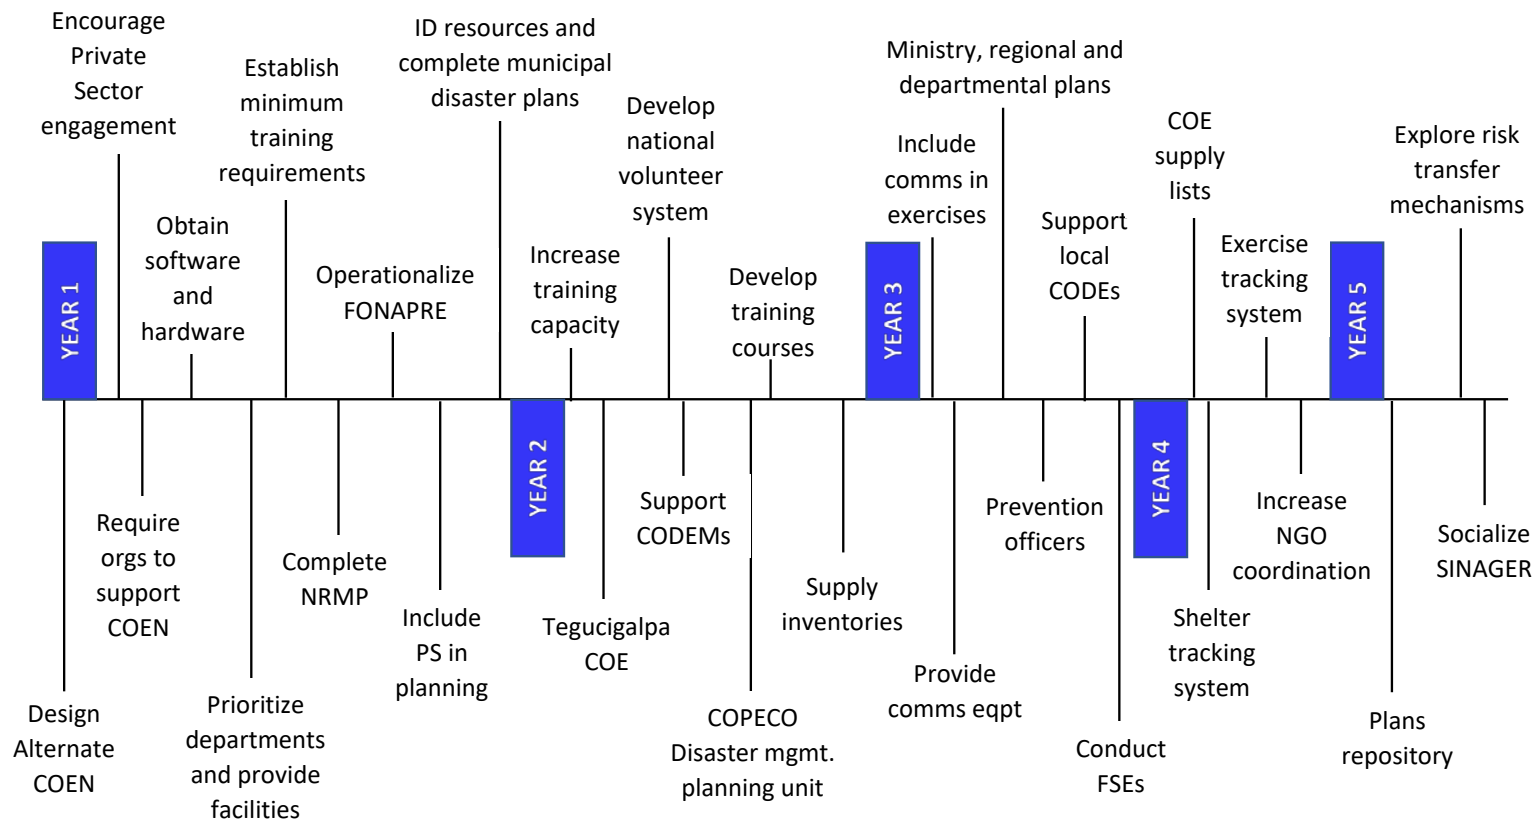 Encourage
Private
Sector
engagement
Establish
minimum
training
requirements
ID resources and
complete municipal
disaster plans
Develop
national
volunteer
system
Ministry, regional and
departmental plans
Include
comms in
exercises
COE
supply
lists
Explore risk
transfer
mechanisms
Obtain
software
and
hardware
Operationalize
FONAPRE
Increase
training
capacity
Develop
training
courses
Support
local
CODEs
Exercise
tracking
system
YEAR 1
YEAR 2
YEAR 3
YEAR 4
YEAR 5
Design
Alternate
COEN
Require
orgs to
support
COEN
Prioritize
departments
and provide
facilities
Complete
NRMP
Include
PS in
planning
Tegucigalpa
COE
Support
CODEMs
COPECO
Disaster mgmt.
planning unit
Supply
inventories
Provide
comms eqpt
Prevention
officers
Conduct
FSEs
Shelter
tracking
system
Increase
NGO
coordination
Plans
repository
Socialize
SINAGER